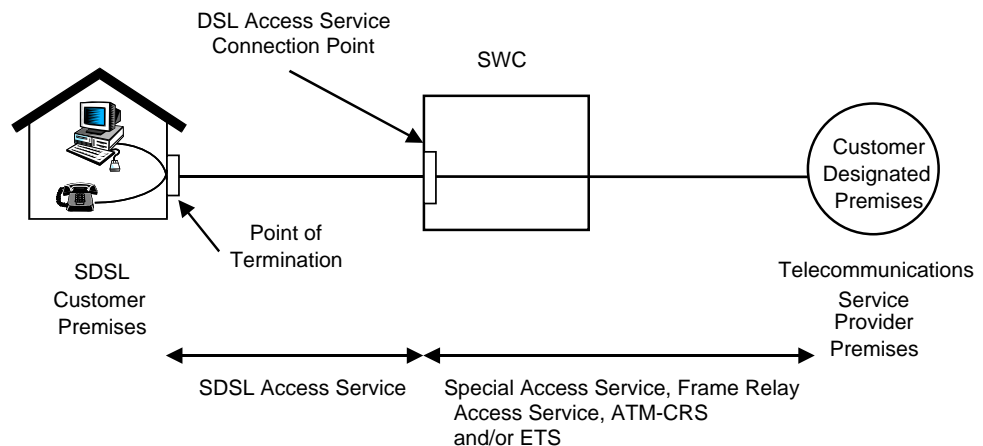 DSL Access Service
Connection Point
SWC
Customer
Designated
Premises
Point of
Termination
SDSL
Customer
Premises
Telecommunications
Service
Provider
Premises
SDSL Access Service
Special Access Service, Frame Relay
Access Service, ATM-CRS
and/or ETS